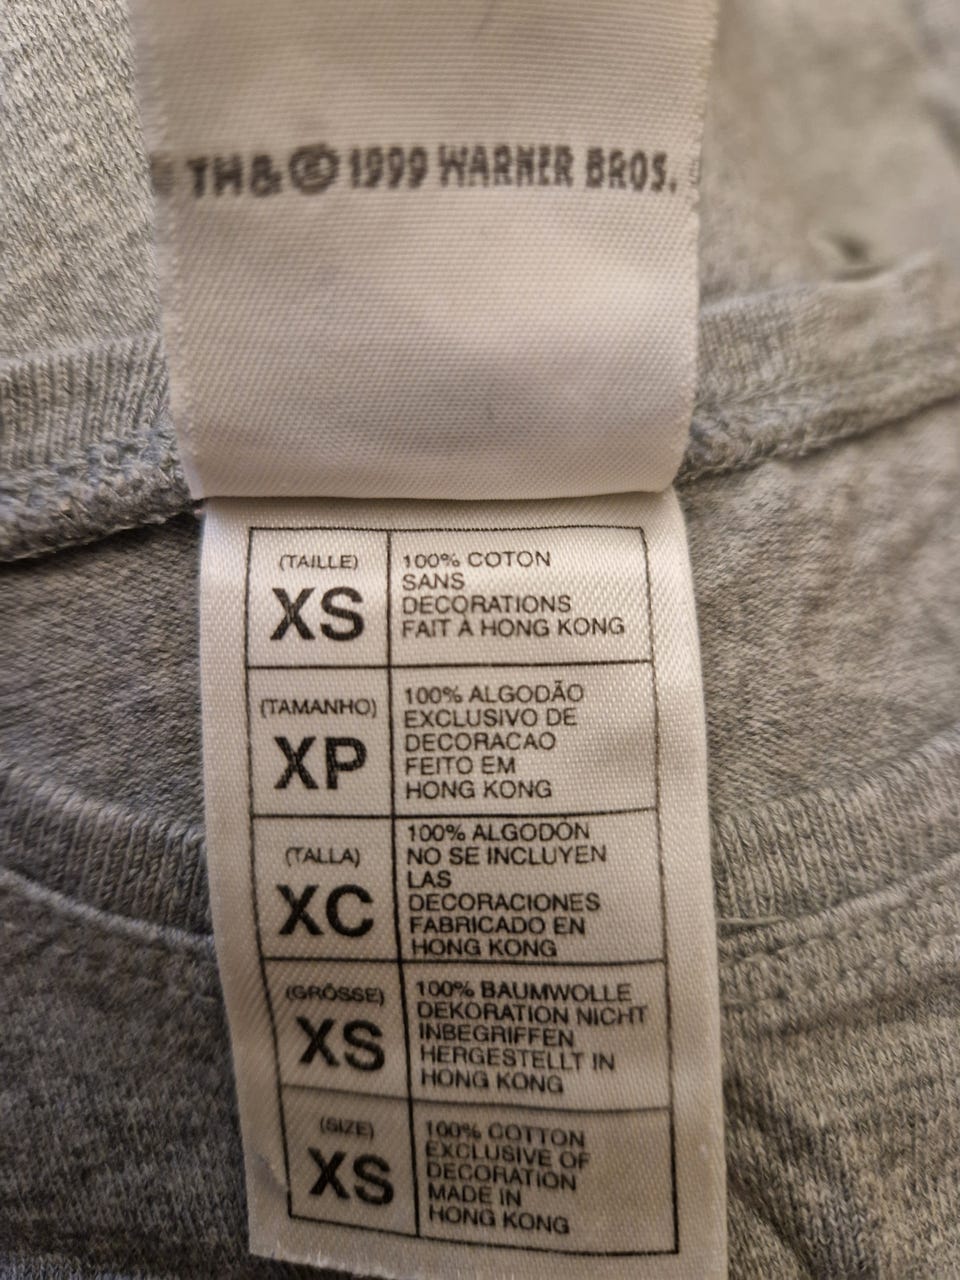 TM & © 1999 WARNER BROS.
(TAILLE)
XS
100% COTON
SANS
DECORATIONS
FAIT A HONG KONG
(TAMANHO)
XP
100% ALGODÃO
EXCLUSIVO DE
DECORACAO
FEITO EM
HONG KONG
(TALLA)
XC
100% ALGODÓN
NO SE INCLUYEN
LAS
DECORACIONES
FABRICADO EN
HONG KONG
(GRÖSSE)
XS
100% BAUMWOLLE
DEKORATION NICHT
INBEGRIFFEN
HERGESTELLT IN
HONG KONG
(SIZE)
XS
100% COTTON
EXCLUSIVE OF
DECORATION
MADE IN
HONG KONG